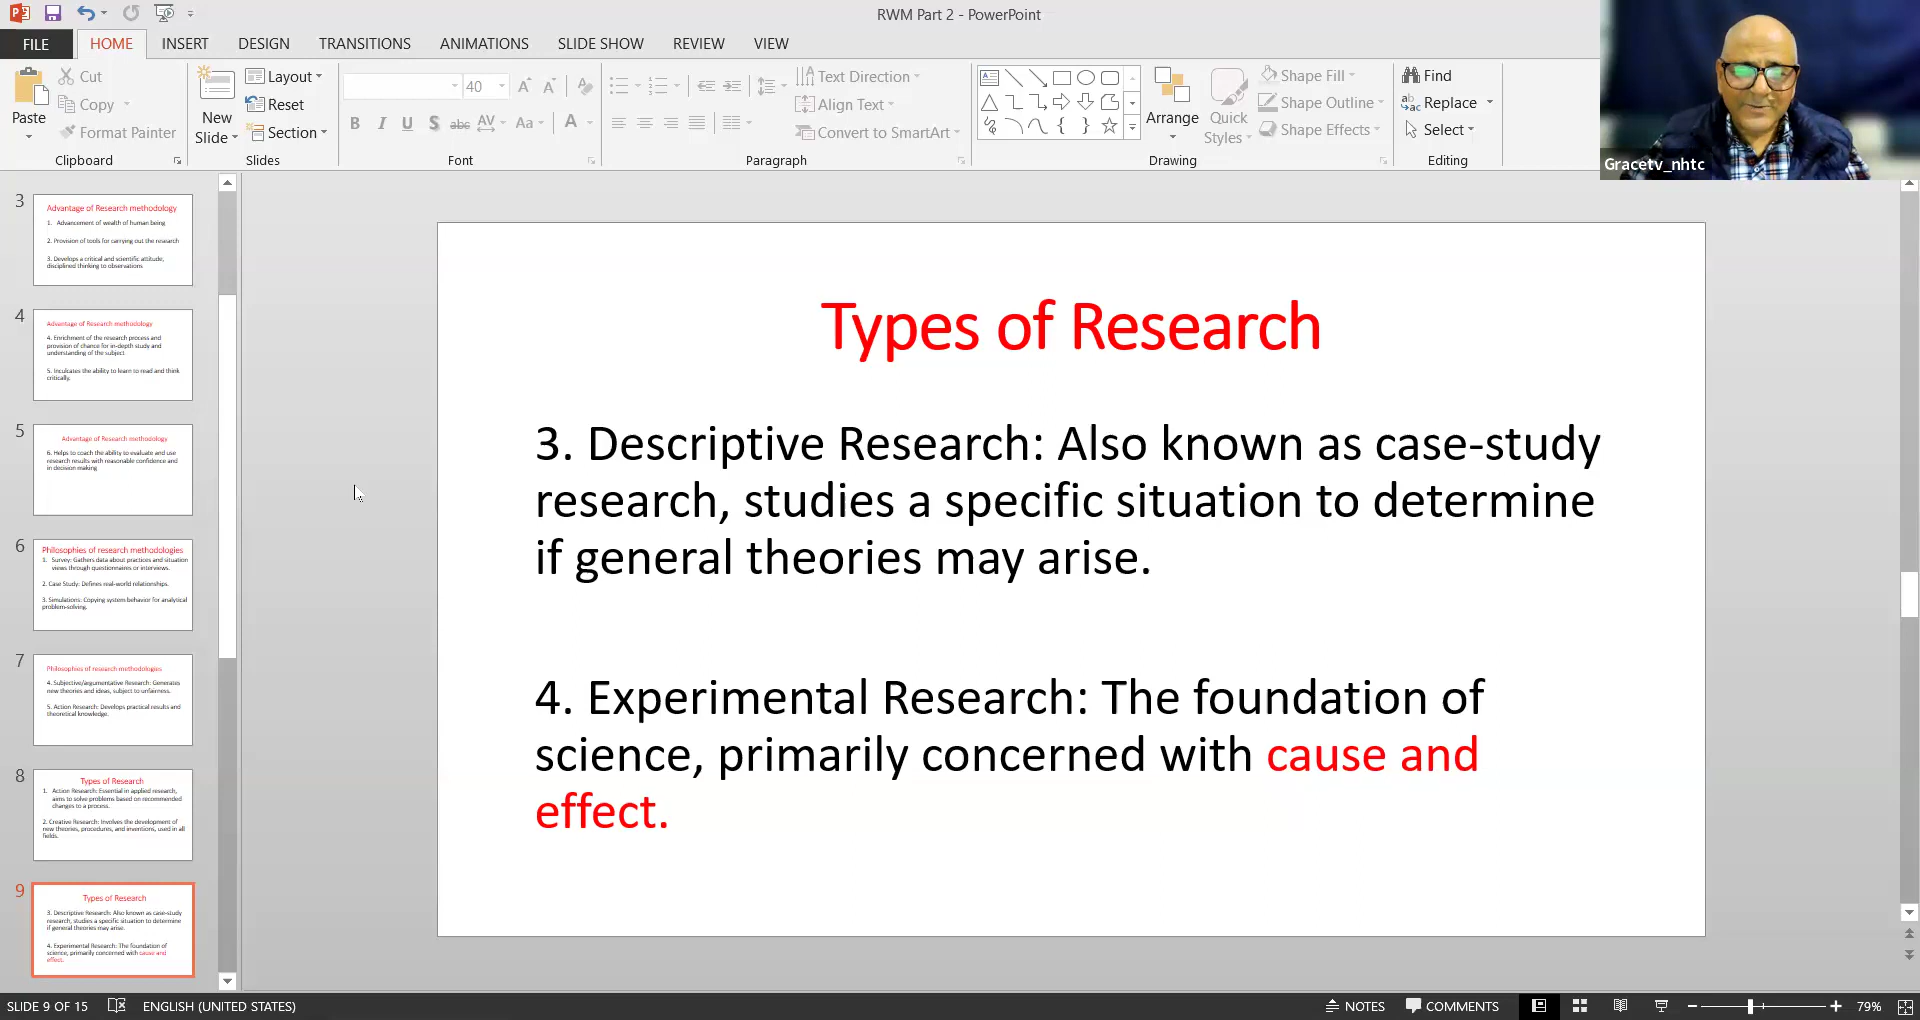 RWM Part 2 - PowerPoint
FILE
HOME
INSERT
DESIGN
TRANSITIONS
ANIMATIONS
SLIDE SHOW
REVIEW
VIEW
Paste
Cut
Copy
Format Painter
Clipboard
New
Slide
Layout
Reset
Section
Slides
40
Font
Text Direction
Align Text
Convert to SmartArt
Paragraph
Arrange
Quick
Styles
Shape Fill
Shape Outline
Shape Effects
Drawing
Find
Replace
Select
Editing
Gracetv_nhtc
3
Advantage of Research methodology
1. Advancement of wealth of human being
2. Provision of tools for carrying out the research
3. Develops a critical and scientific attitude,
disciplined thinking to observations
4
Advantage of Research methodology
4. Enrichment of the research process and
provision of chance for in-depth study and
understanding of the subject
5. Inculcates the ability to learn to read and think
critically.
5
Advantage of Research methodology
6. Helps to coach the ability to evaluate and use
research results with reasonable confidence and
in decision making
6
Philosophies of research methodologies
1. Survey: Gathers data about practices and situation
views through questionnaires or interviews.
2. Case Study: Defines real-world relationships.
3. Simulations: Copying system behavior for analytical
problem-solving.
7
Philosophies of research methodologies
4. Subjective/argumentative Research: Generates
new theories and ideas, subject to unfairness.
5. Action Research: Develops practical results and
theoretical knowledge.
8
Types of Research
1. Action Research: Essential in applied research,
aims to solve problems based on recommended
changes to a process.
2. Creative Research: Involves the development of
new theories, procedures, and inventions, used in all
fields.
9
Types of Research
3. Descriptive Research: Also known as case-study
research, studies a specific situation to determine
if general theories may arise.
4. Experimental Research: The foundation of
science, primarily concerned with cause and
effect.
Types of Research
3. Descriptive Research: Also known as case-study
research, studies a specific situation to determine
if general theories may arise.
4. Experimental Research: The foundation of
science, primarily concerned with cause and
effect.
SLIDE 9 OF 15
ENGLISH (UNITED STATES)
NOTES
COMMENTS
79%